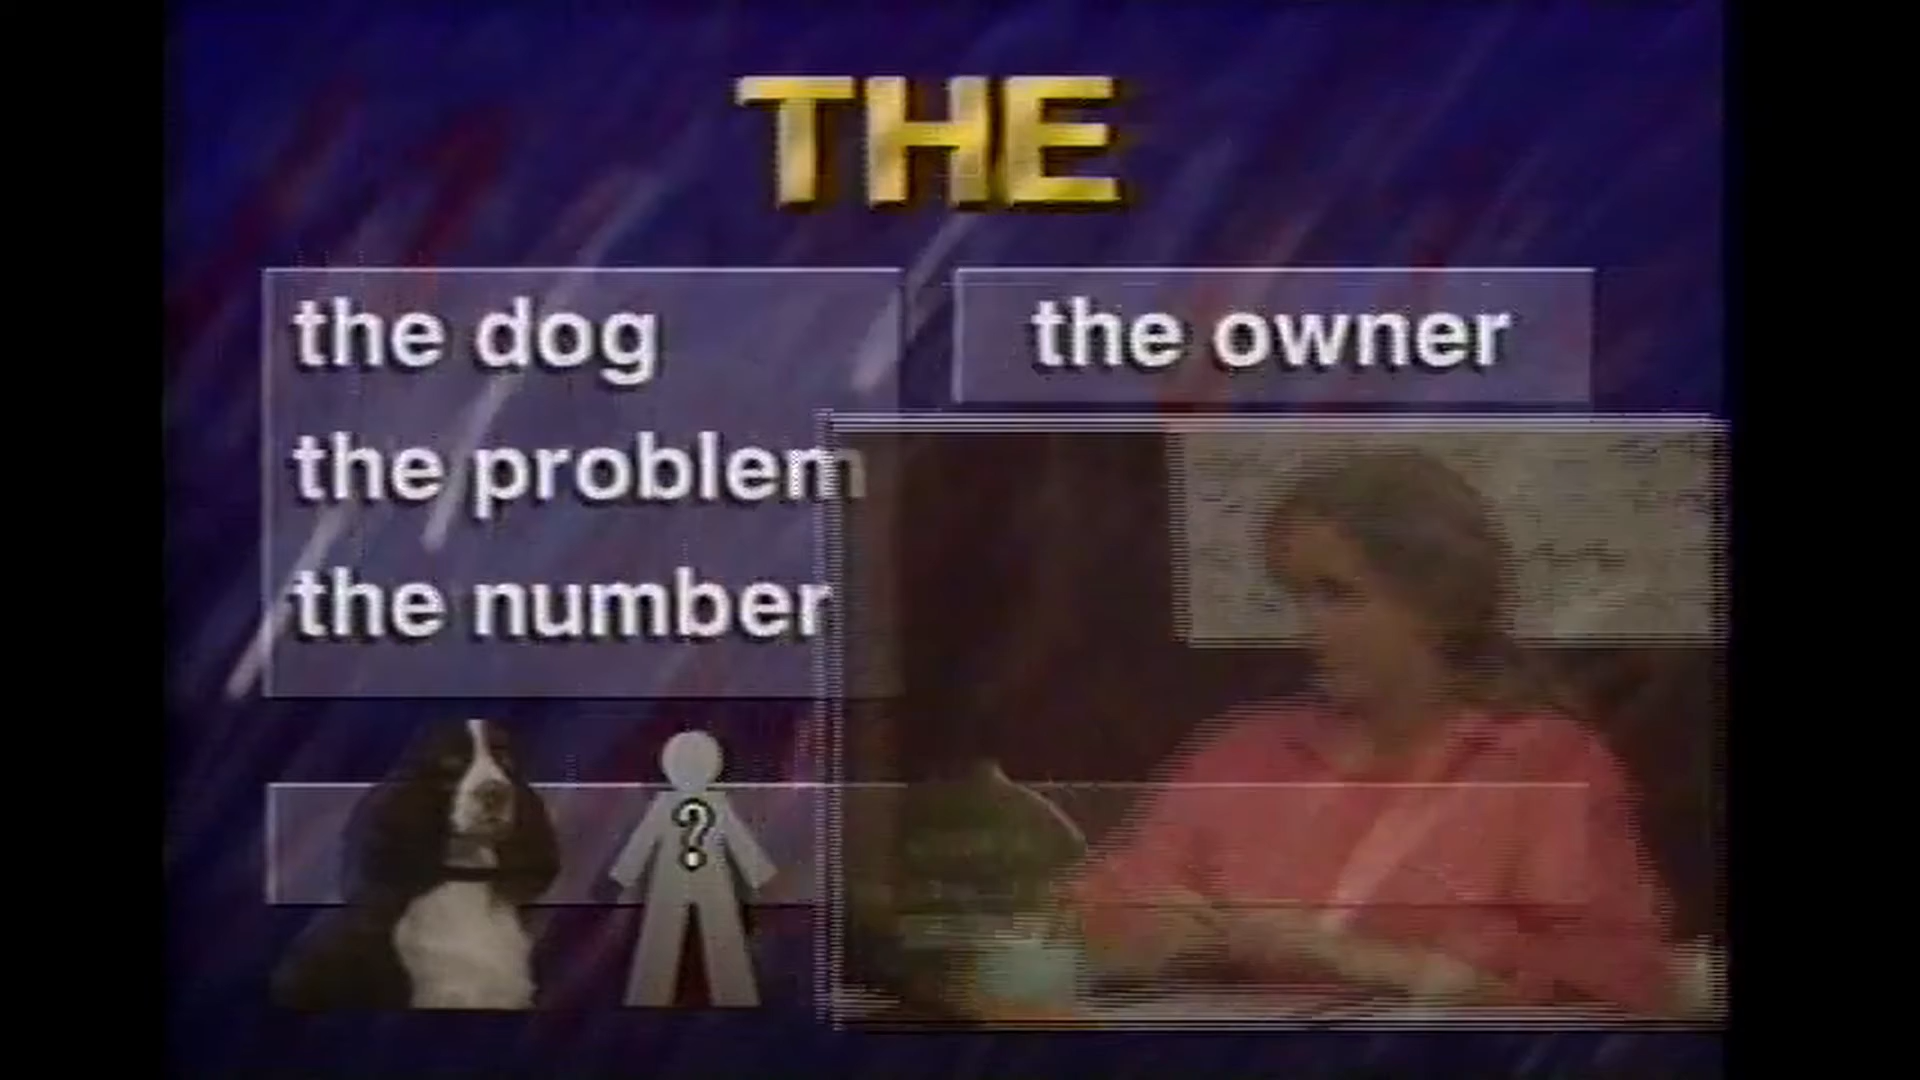 THE
the dog
the problem
the number
the owner
?